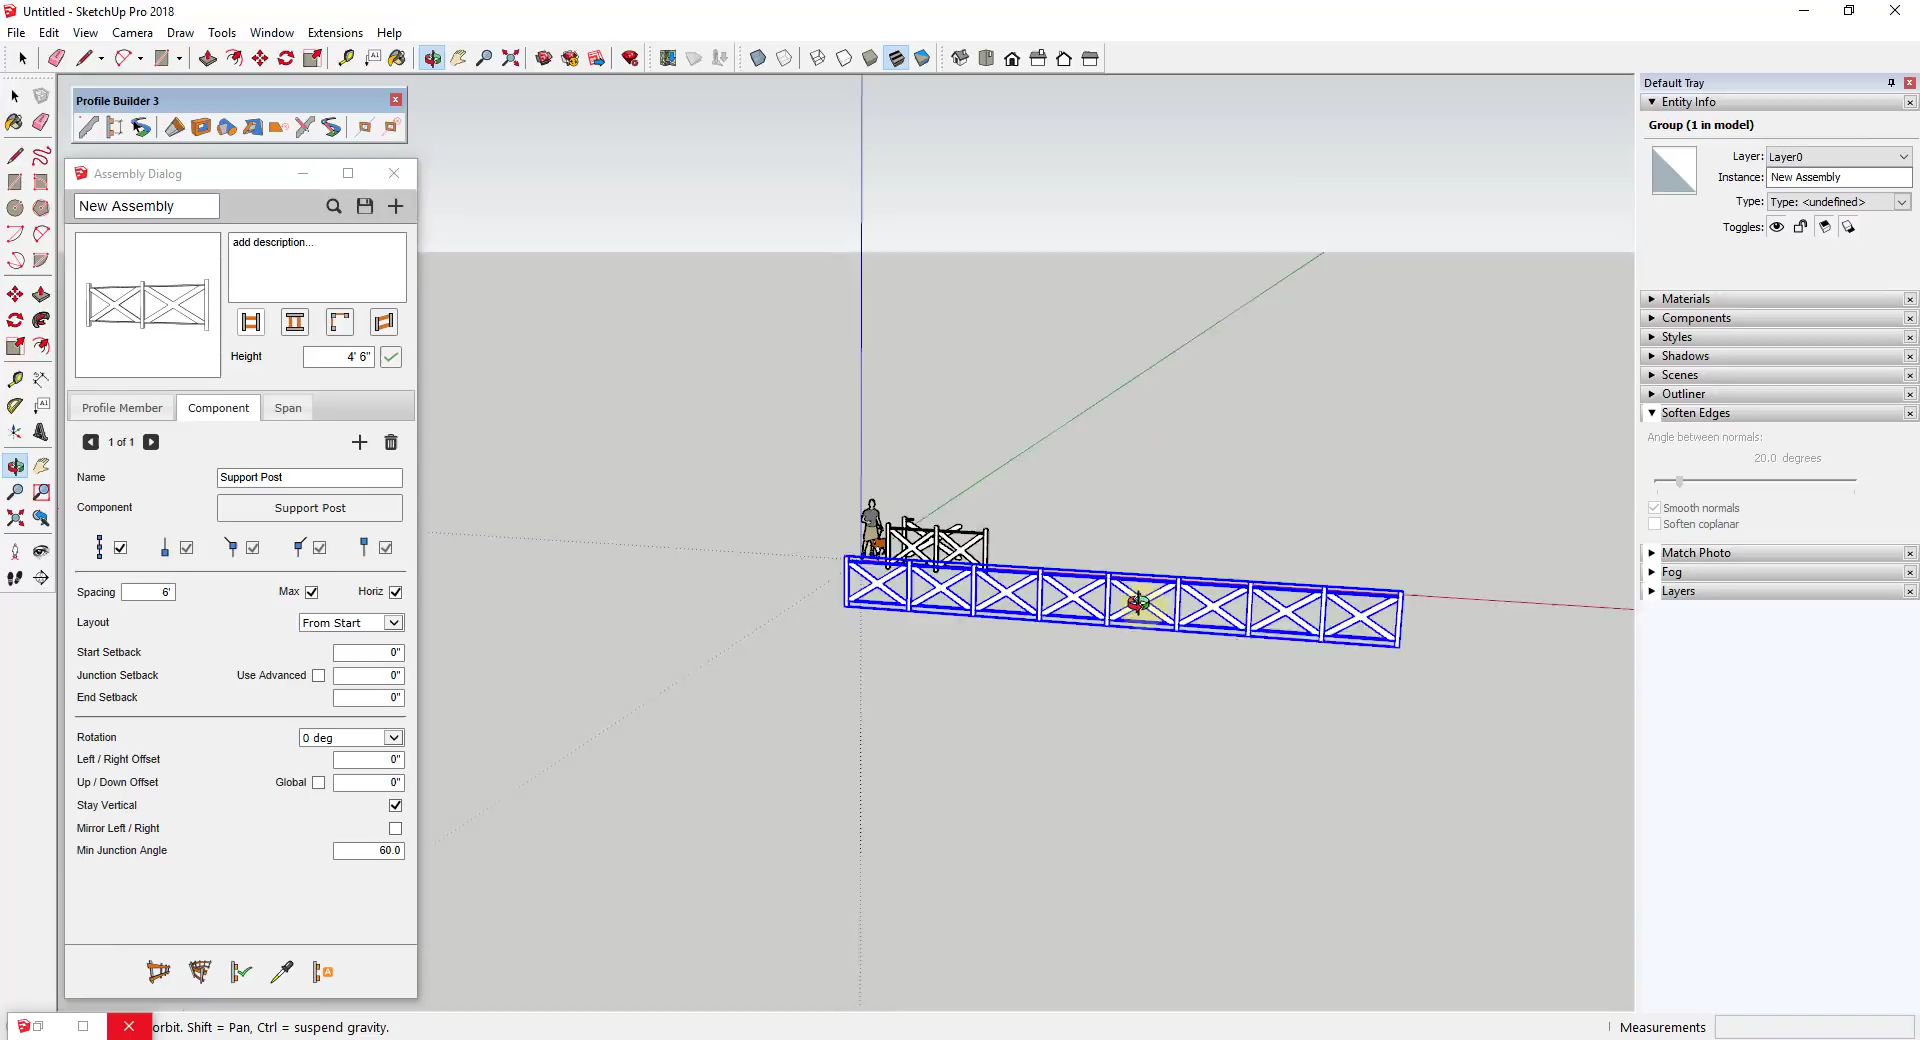 Untitled - SketchUp Pro 2018
File Edit View Camera Draw Tools Window Extensions Help
Profile Builder 3
Assembly Dialog
New Assembly
add description...
Height 4' 6"
Profile Member Component Span
1 of 1
Name Support Post
Component Support Post
Spacing 6' Max Horiz
Layout From Start
Start Setback 0"
Junction Setback Use Advanced 0"
End Setback 0"
Rotation 0 deg
Left / Right Offset 0"
Up / Down Offset Global 0"
Stay Vertical
Mirror Left / Right
Min Junction Angle 60.0
orbit. Shift = Pan, Ctrl = suspend gravity.
Measurements
Default Tray
Entity Info
Group (1 in model)
Layer: Layer0
Instance: New Assembly
Type: Type: <undefined>
Toggles:
Materials
Components
Styles
Shadows
Scenes
Outliner
Soften Edges
Angle between normals:
20.0 degrees
Smooth normals
Soften coplanar
Match Photo
Fog
Layers